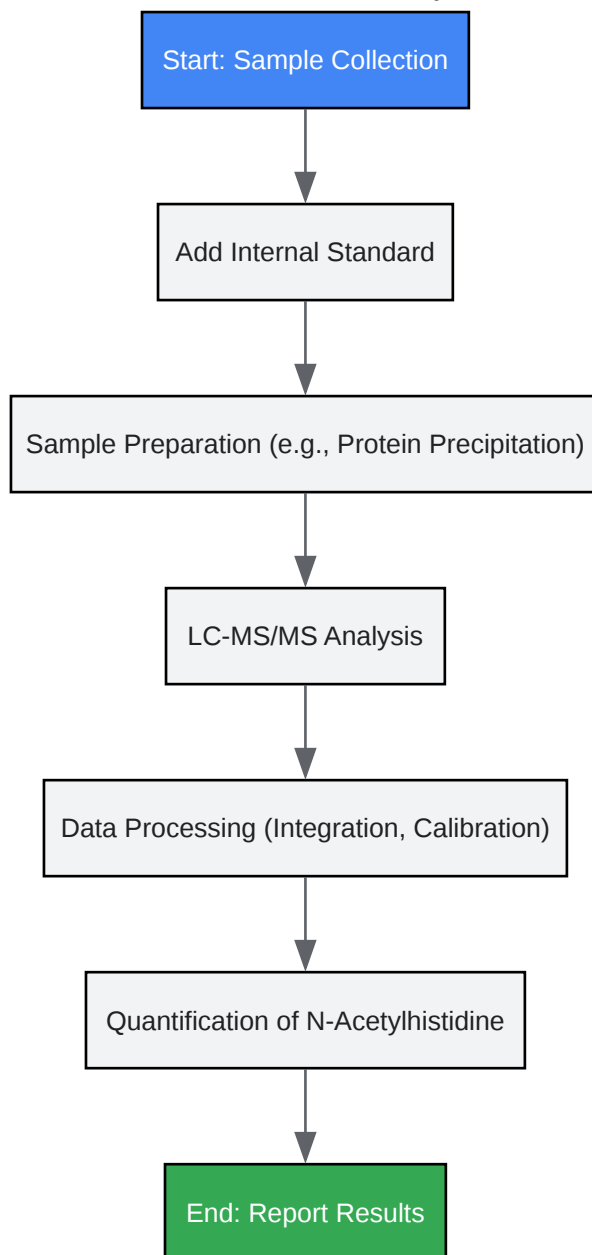 Start: Sample Collection
Add Internal Standard
Sample Preparation (e.g., Protein Precipitation)
LC-MS/MS Analysis
Data Processing (Integration, Calibration)
Quantification of N-Acetylhistidine
End: Report Results